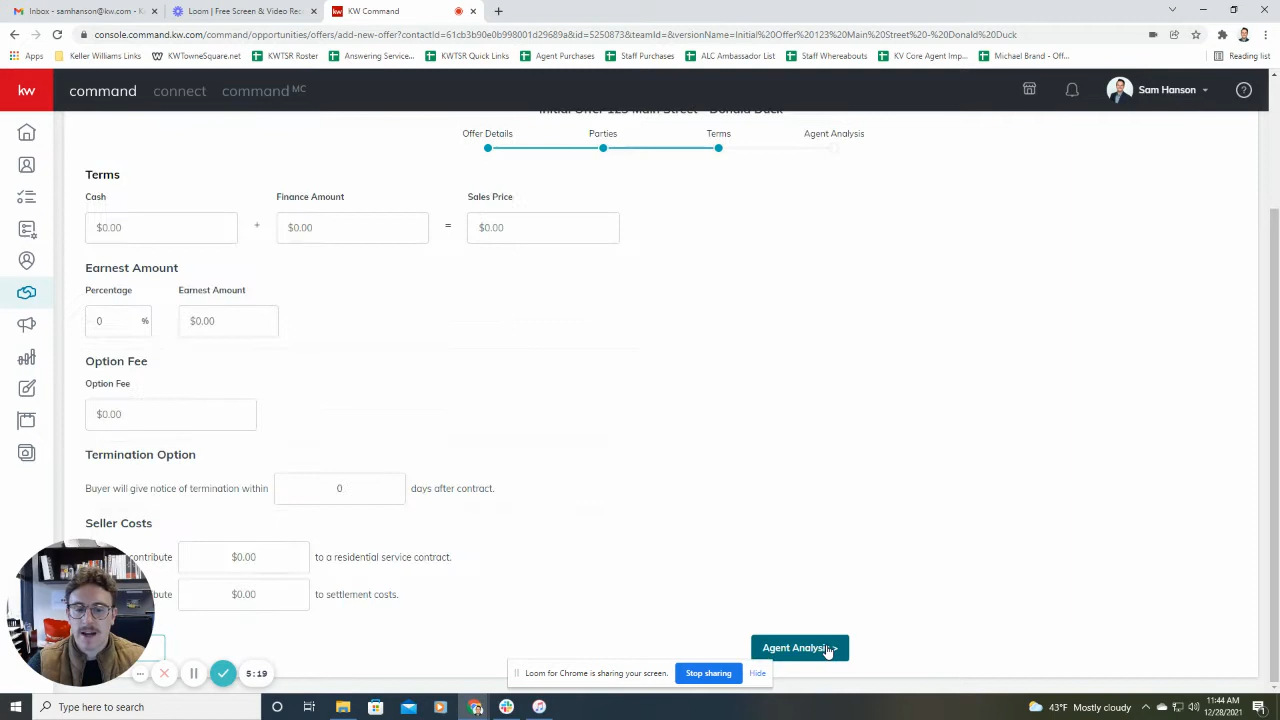 Inbox - samhanson@kw.com - K
Loom | Free Screen & Video Rec
KW Command
console.command.kw.com/command/opportunities/offers/add-new-offer?contactId=61cb3b90e0b998001d29689a&id=5250873&teamId=&versionName=Initial%20Offer%20123%20Main%20Street%20-%20Donald%20Duck
Apps
Keller Williams Links
KWTowneSquare.net
KWTSR Roster
Answering Service...
KWTSR Quick Links
Agent Purchases
Staff Purchases
ALC Ambassador List
Staff Whereabouts
KV Core Agent Imp...
Michael Brand - Off...
Reading list
kw
command
connect
command MC
Sam Hanson
Initial Offer 123 Main Street - Donald Duck
Offer Details
Parties
Terms
Agent Analysis
Terms
Cash
Finance Amount
Sales Price
$0.00
+
$0.00
=
$0.00
Earnest Amount
Percentage
Earnest Amount
0 %
$0.00
Option Fee
Option Fee
$0.00
Termination Option
Buyer will give notice of termination within 0 days after contract.
Seller Costs
contribute $0.00 to a residential service contract.
bute $0.00 to settlement costs.
Agent Analysis >
5:19
Loom for Chrome is sharing your screen.
Stop sharing
Hide
Type here to search
43°F Mostly cloudy
11:44 AM
12/28/2021
1